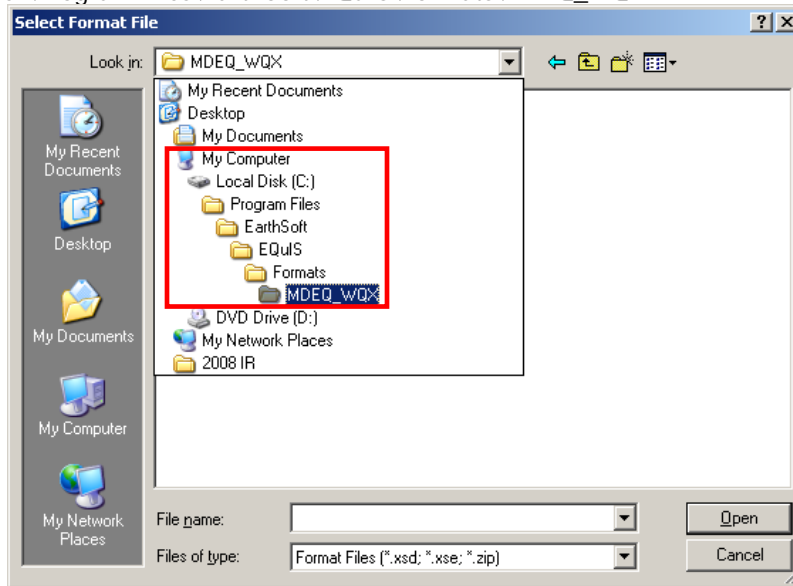 Select Format File
Look in:
MDEQ_WQX
My Recent Documents
Desktop
My Documents
My Computer
Local Disk (C:)
Program Files
EarthSoft
EQuIS
Formats
MDEQ_WQX
DVD Drive (D:)
My Network Places
2008 IR
My Recent
Documents
Desktop
My Documents
My Computer
My Network
Places
File name:
Open
Files of type:
Format Files (*.xsd; *.xse; *.zip)
Cancel